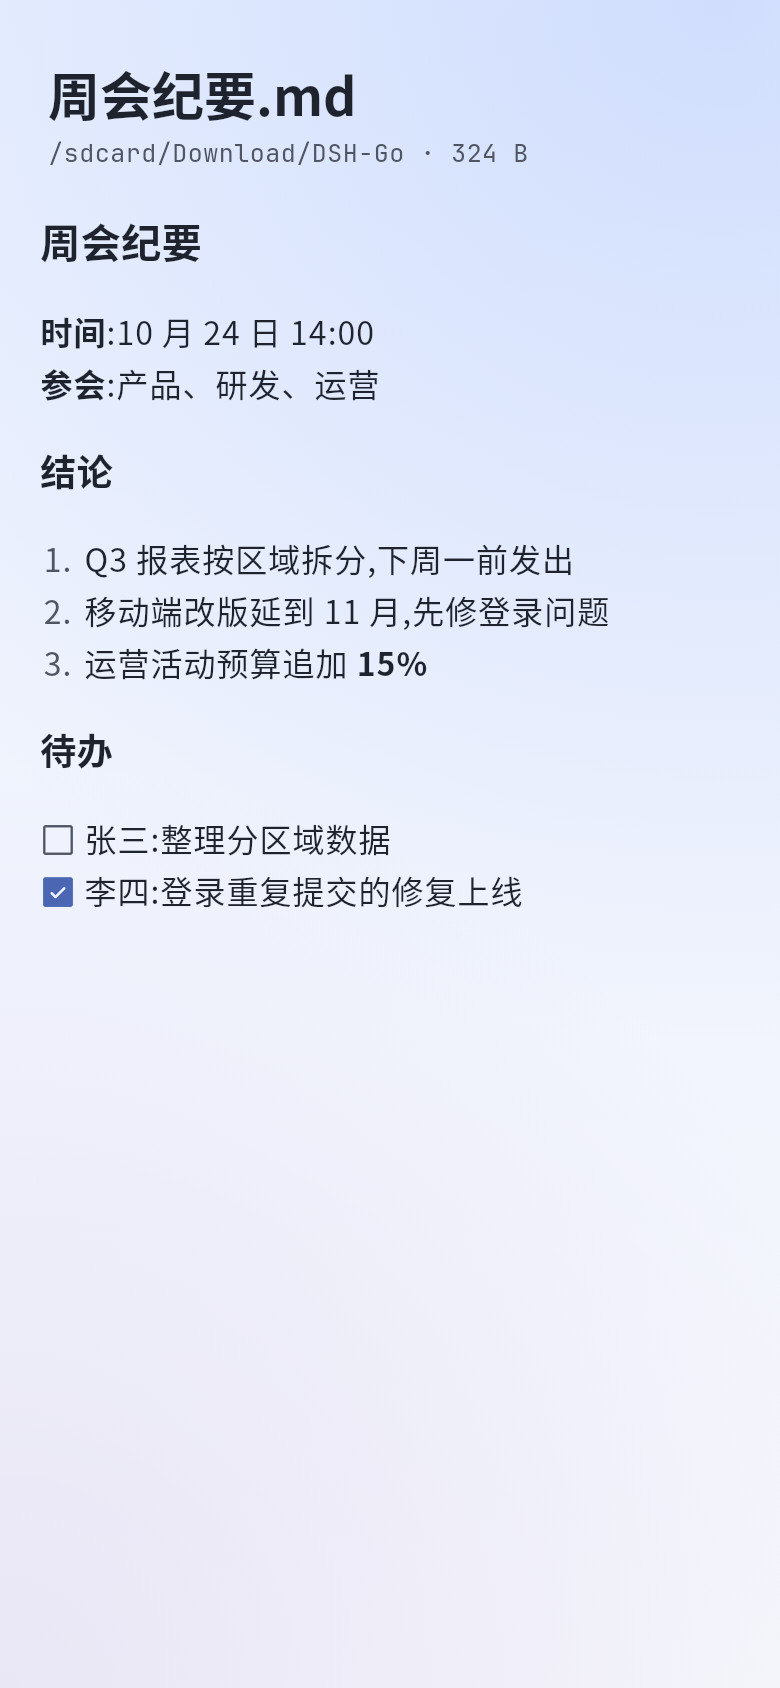 周会纪要.md
/sdcard/Download/DSH-Go · 324 B
周会纪要
时间:10 月 24 日 14:00
参会:产品、研发、运营
结论
1. Q3 报表按区域拆分,下周一前发出
2. 移动端改版延到 11 月,先修登录问题
3. 运营活动预算追加 15%
待办
张三:整理分区域数据
李四:登录重复提交的修复上线